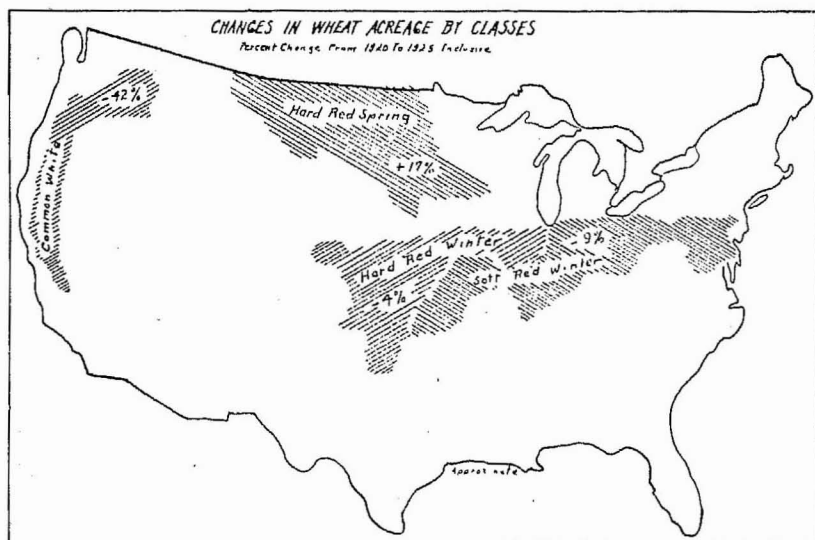 CHANGES IN WHEAT ACREAGE BY CLASSES
Percent Change From 1920 To 1925 Inclusive
-42%
Hard Red Spring
+17%
Common White
Hard Red Winter
-9%
Soft Red Winter
-4%
Approximate